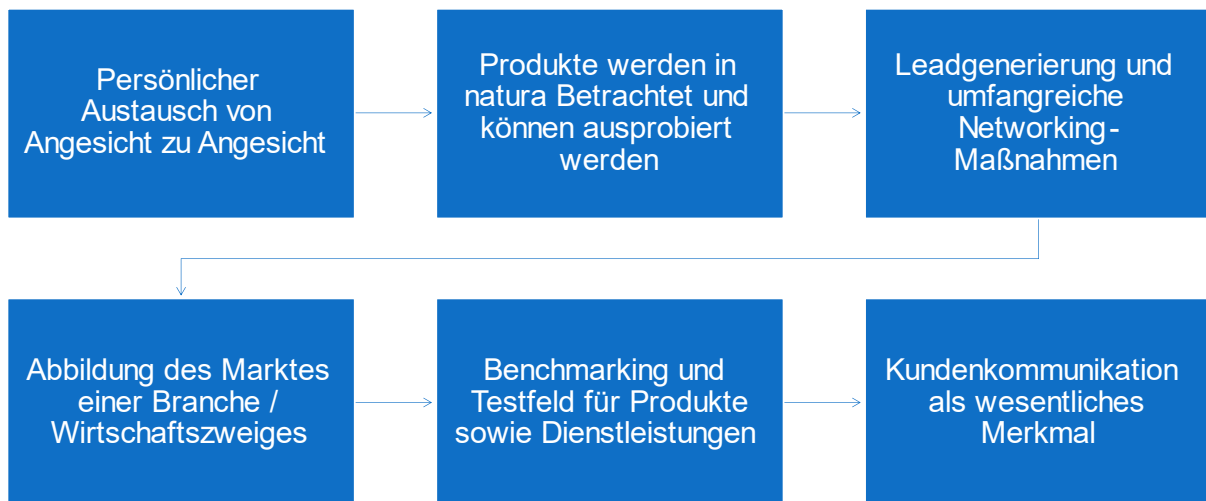 Persönlicher
Austausch von
Angesicht zu Angesicht
Produkte werden in
natura Betrachtet und
können ausprobiert
werden
Leadgenerierung und
umfangreiche
Networking-
Maßnahmen
Abbildung des Marktes
einer Branche /
Wirtschaftszweiges
Benchmarking und
Testfeld für Produkte
sowie Dienstleistungen
Kundenkommunikation
als wesentliches
Merkmal